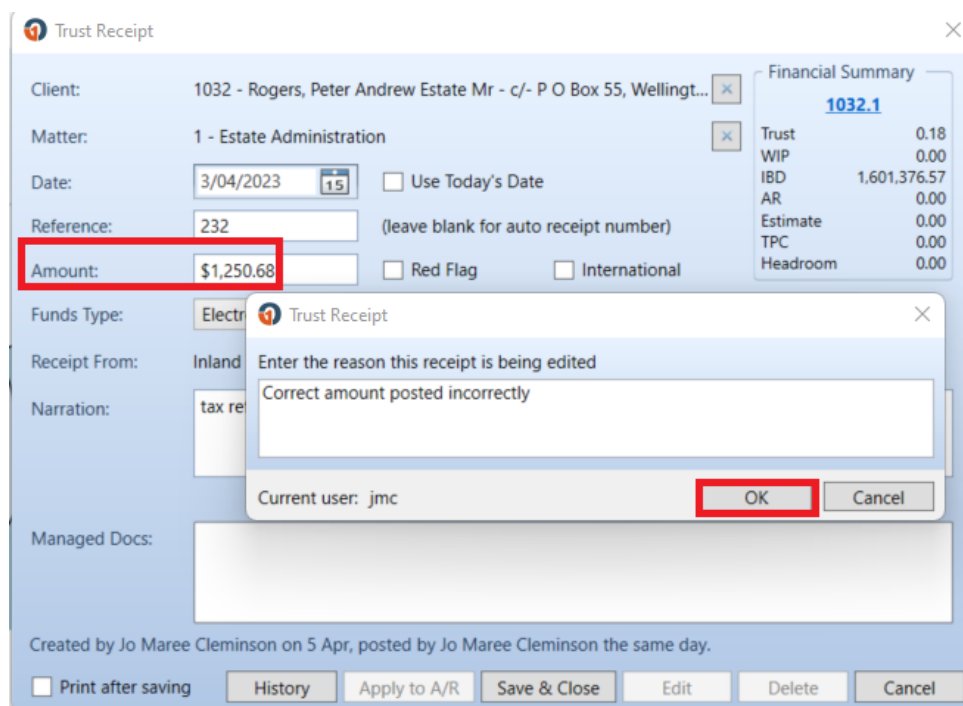 Trust Receipt
Client: 1032 - Rogers, Peter Andrew Estate Mr - c/- P O Box 55, Wellingt...
Matter: 1 - Estate Administration
Date: 3/04/2023 15 Use Today's Date
Reference: 232 (leave blank for auto receipt number)
Amount: $1,250.68 Red Flag International
Financial Summary
1032.1
Trust 0.18
WIP 0.00
IBD 1,601,376.57
AR 0.00
Estimate 0.00
TPC 0.00
Headroom 0.00
Funds Type: Electr
Receipt From: Inland
Narration: tax re
Trust Receipt
Enter the reason this receipt is being edited
Correct amount posted incorrectly
Current user: jmc OK Cancel
Managed Docs:
Created by Jo Maree Cleminson on 5 Apr, posted by Jo Maree Cleminson the same day.
Print after saving History Apply to A/R Save & Close Edit Delete Cancel